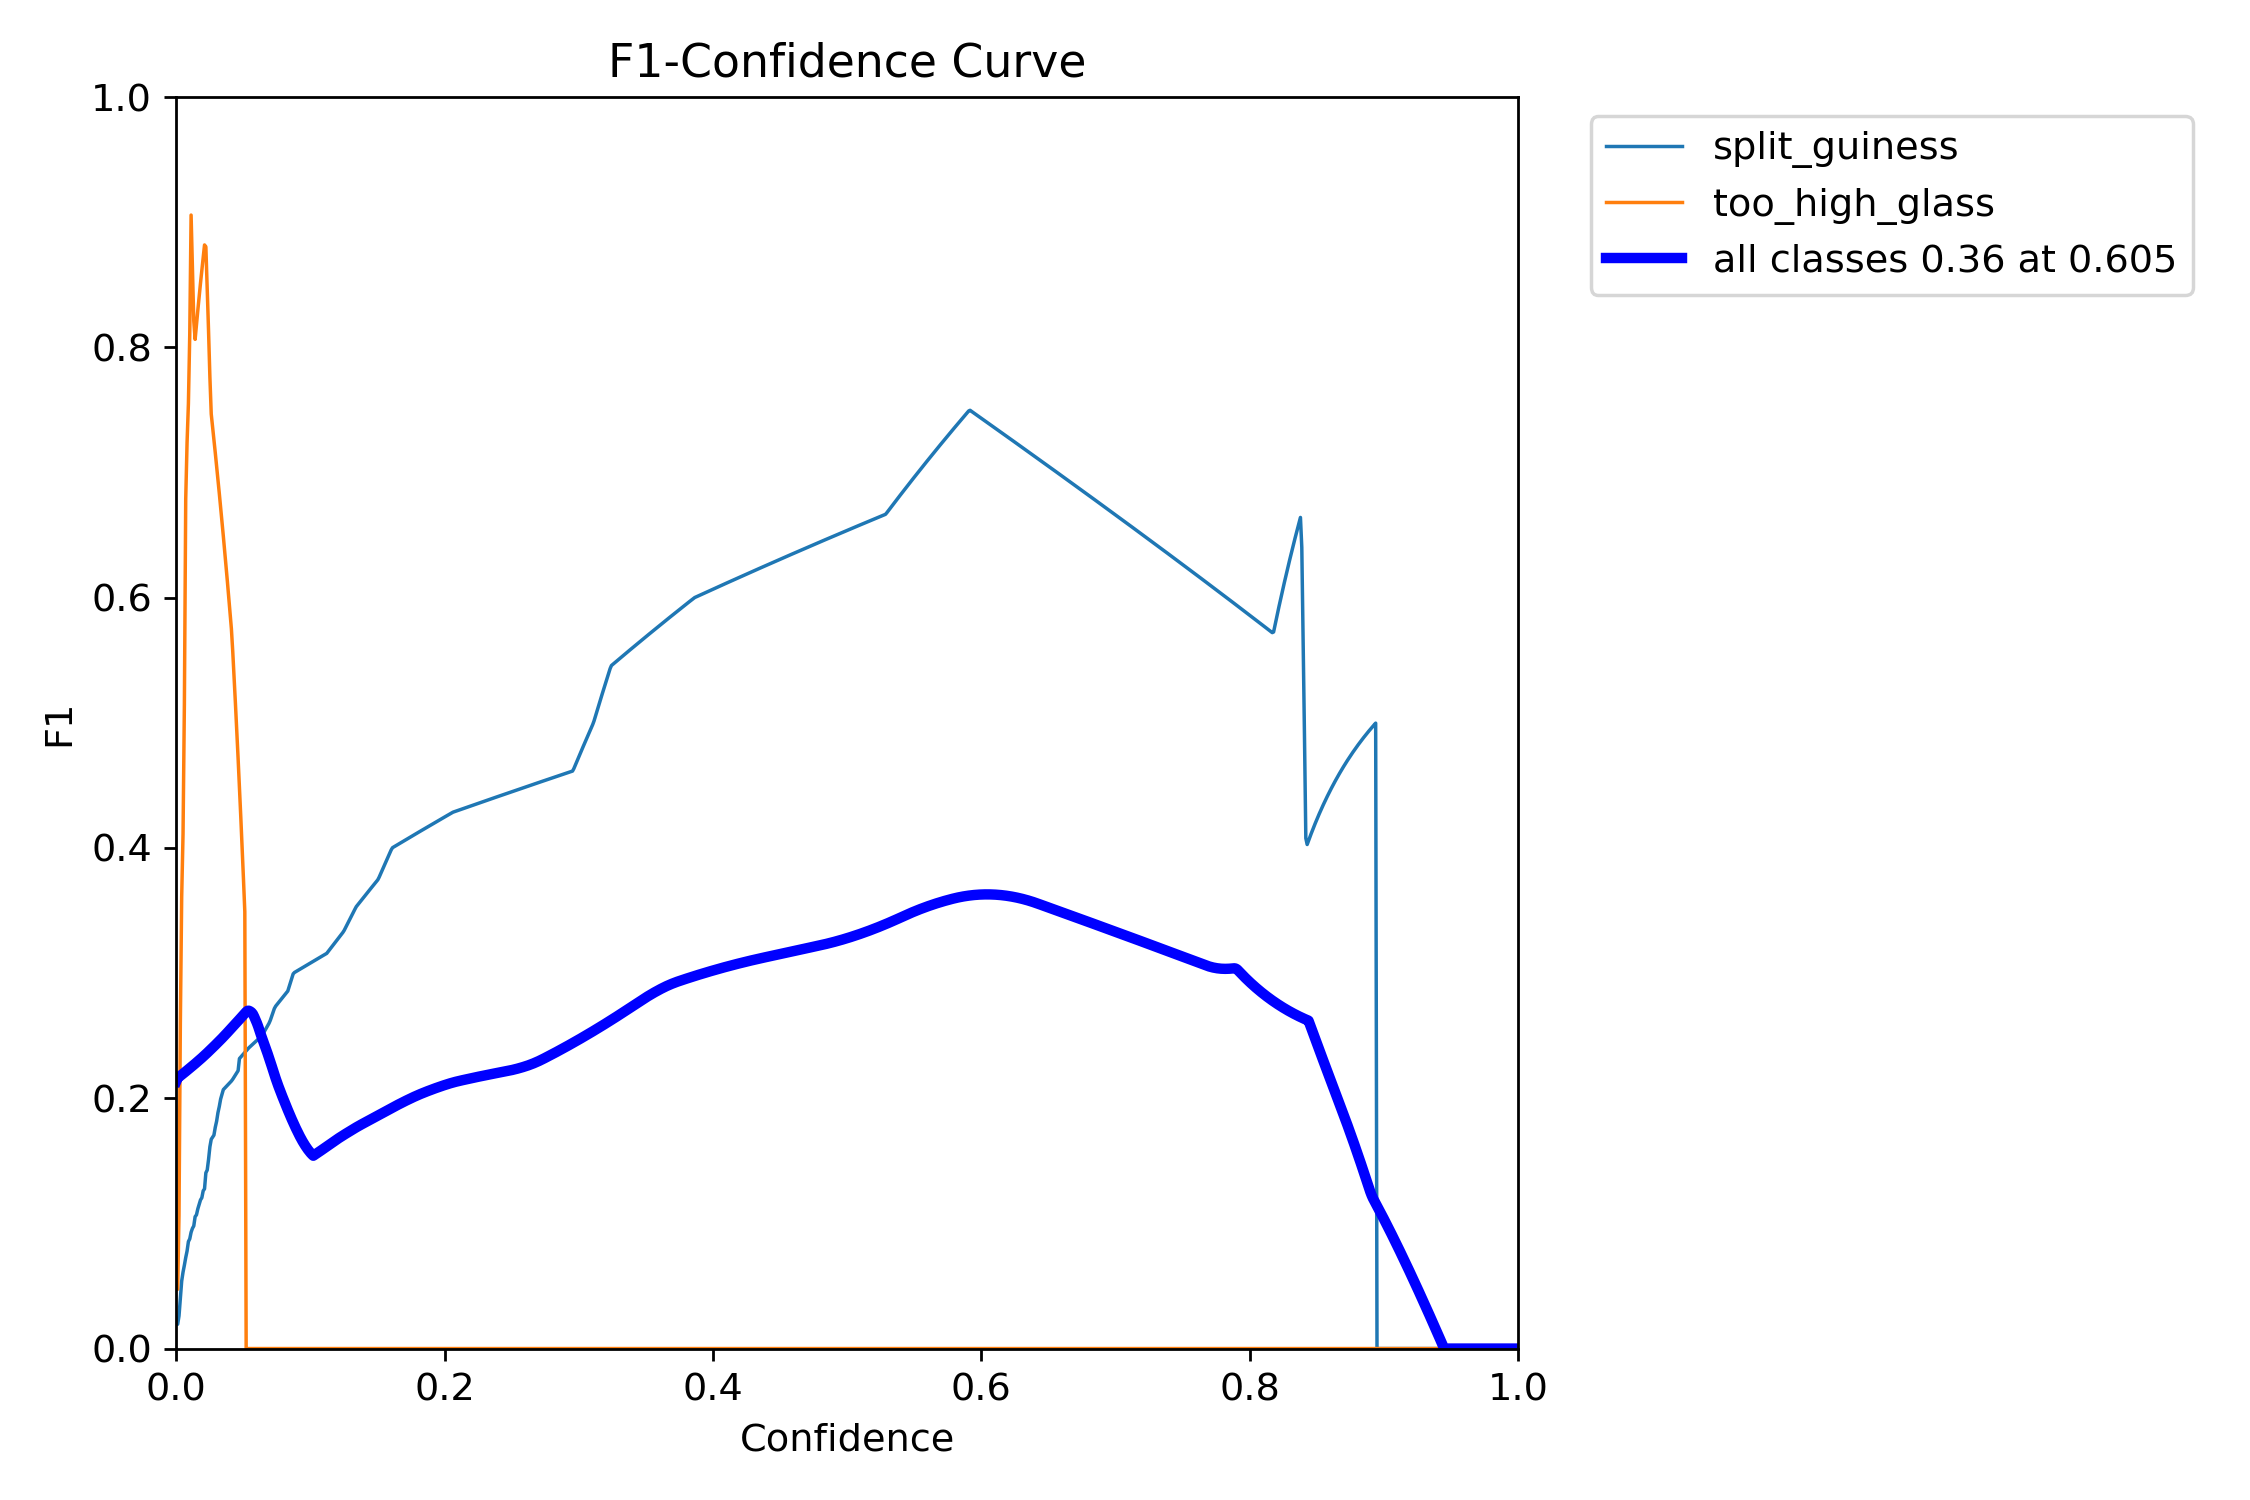 F1-Confidence Curve
split_guiness
too_high_glass
all classes 0.36 at 0.605
1.0
0.8
0.6
0.4
0.2
0.0
F1
0.0 0.2 0.4 0.6 0.8 1.0
Confidence